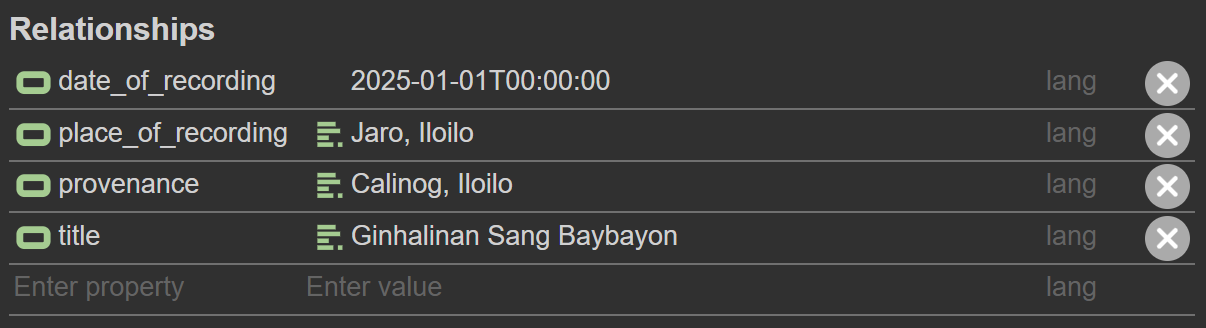 Relationships
date_of_recording 2025-01-01T00:00:00 lang
place_of_recording Jaro, Iloilo lang
provenance Calinog, Iloilo lang
title Ginhalinan Sang Baybayon lang
Enter property Enter value lang